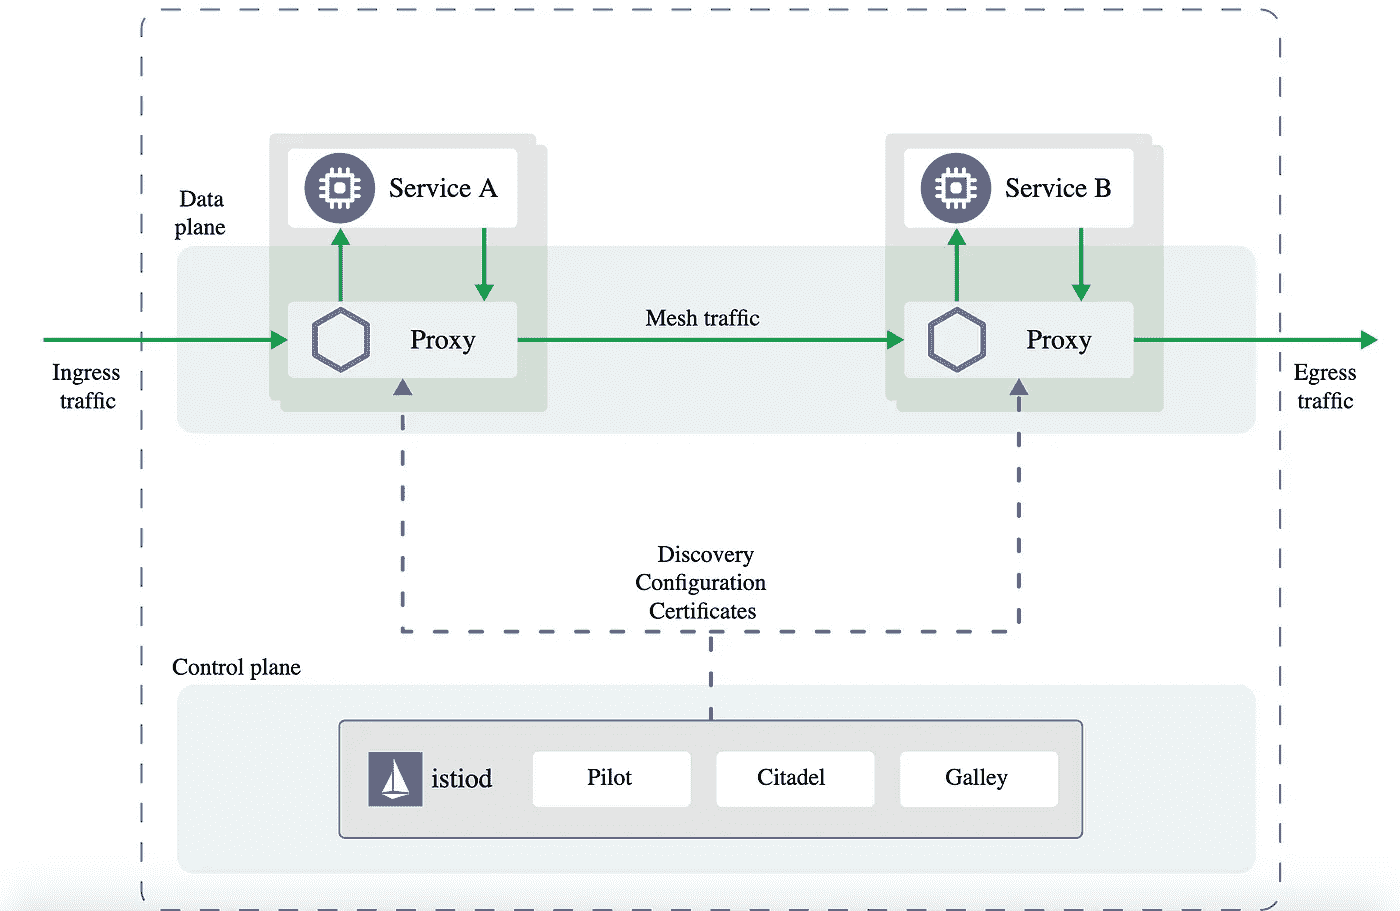 Service A
Service B
Data
plane
Proxy
Mesh traffic
Proxy
Ingress
traffic
Egress
traffic
Discovery
Configuration
Certificates
Control plane
istiod
Pilot
Citadel
Galley